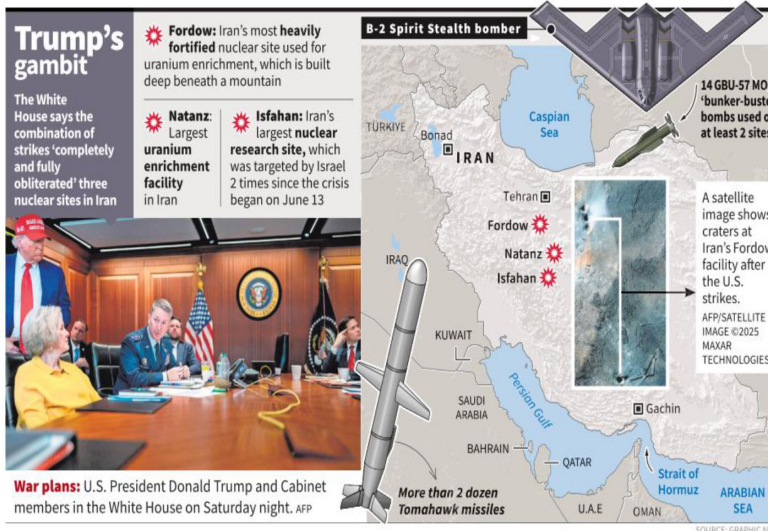 Trump's
gambit
The White
House says the
combination of
strikes 'completely
and fully
obliterated' three
nuclear sites in Iran
Fordow: Iran's most heavily
fortified nuclear site used for
uranium enrichment, which is built
deep beneath a mountain
Natanz:
Largest
uranium
enrichment
facility
in Iran
Isfahan: Iran's
largest nuclear
research site, which
was targeted by Israel
2 times since the crisis
began on June 13
War plans: U.S. President Donald Trump and Cabinet
members in the White House on Saturday night. AFP
B-2 Spirit Stealth bomber
14 GBU-57 MO
'bunker-buste
bombs used o
at least 2 sites
Caspian
Sea
TÜRKIYE
Bonad
IRAN
Tehran
Fordow
Natanz
Isfahan
IRAQ
A satellite
image shows
craters at
Iran's Fordow
facility after
the U.S.
strikes.
AFP/SATELLITE
IMAGE ©2025
MAXAR
TECHNOLOGIES
KUWAIT
SAUDI
ARABIA
Persian Gulf
Gachin
BAHRAIN
QATAR
Strait of
Hormuz
ARABIAN
SEA
U.A.E
OMAN
More than 2 dozen
Tomahawk missiles
SOURCE: GRAPHIC N